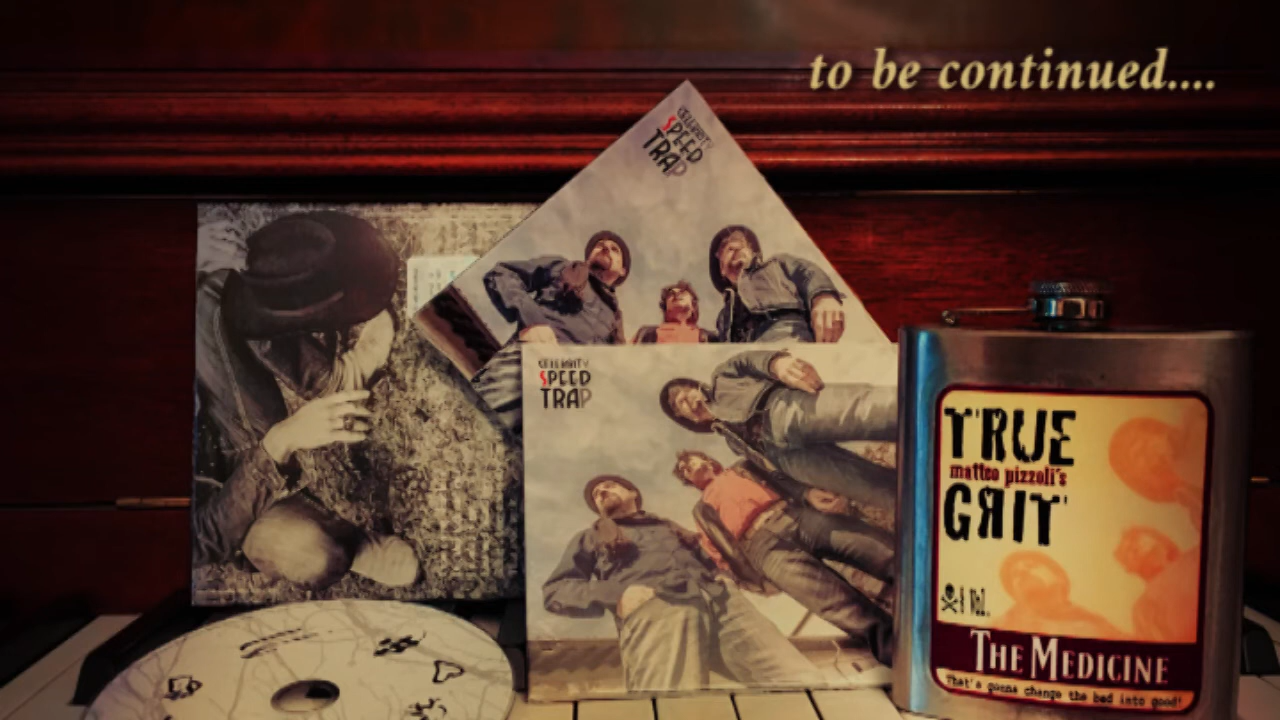 to be continued....
CELEBRITY
SPEED
TRAP
CELEBRITY
SPEED
TRAP
TRUE
matteo pizzoli's
GRIT
THE MEDICINE
That's gonna change the bad into good!